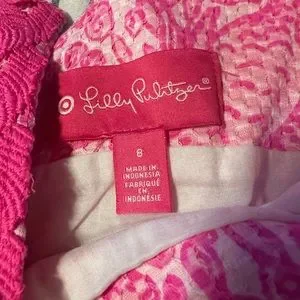 Lilly Pulitzer®
8
MADE IN
INDONESIA
FABRIQUÉ
EN
INDONÉSIE